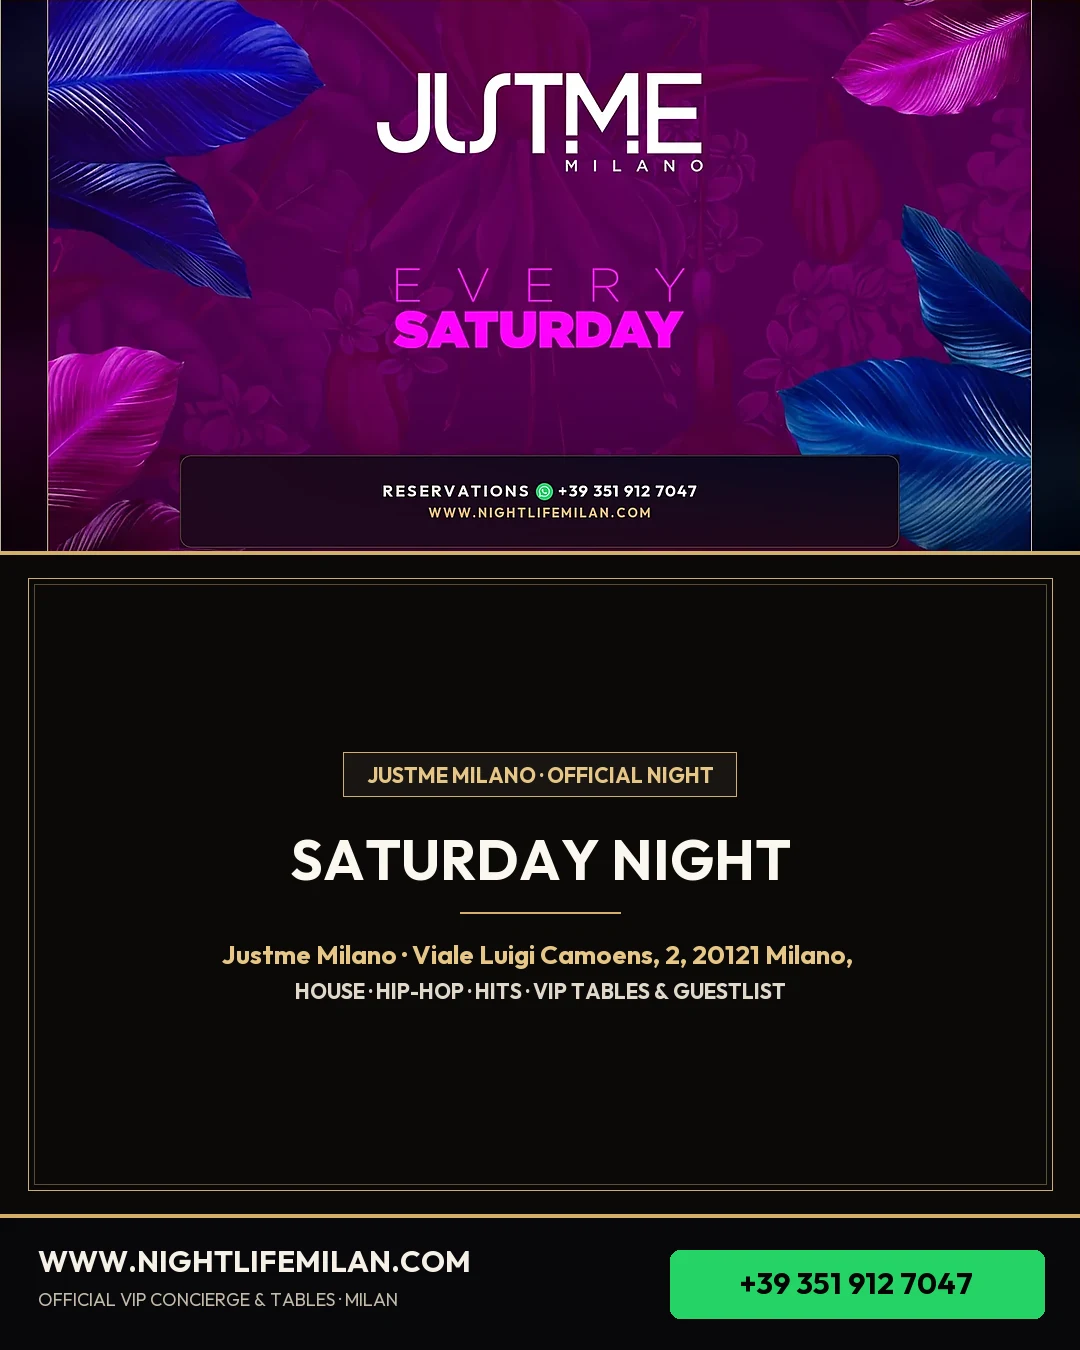 JUSTME
MILANO
EVERY
SATURDAY
RESERVATIONS +39 351 912 7047
WWW.NIGHTLIFEMILAN.COM
JUSTME MILANO · OFFICIAL NIGHT
SATURDAY NIGHT
Justme Milano · Viale Luigi Camoens, 2, 20121 Milano,
HOUSE · HIP-HOP · HITS · VIP TABLES & GUESTLIST
WWW.NIGHTLIFEMILAN.COM
OFFICIAL VIP CONCIERGE & TABLES · MILAN
+39 351 912 7047